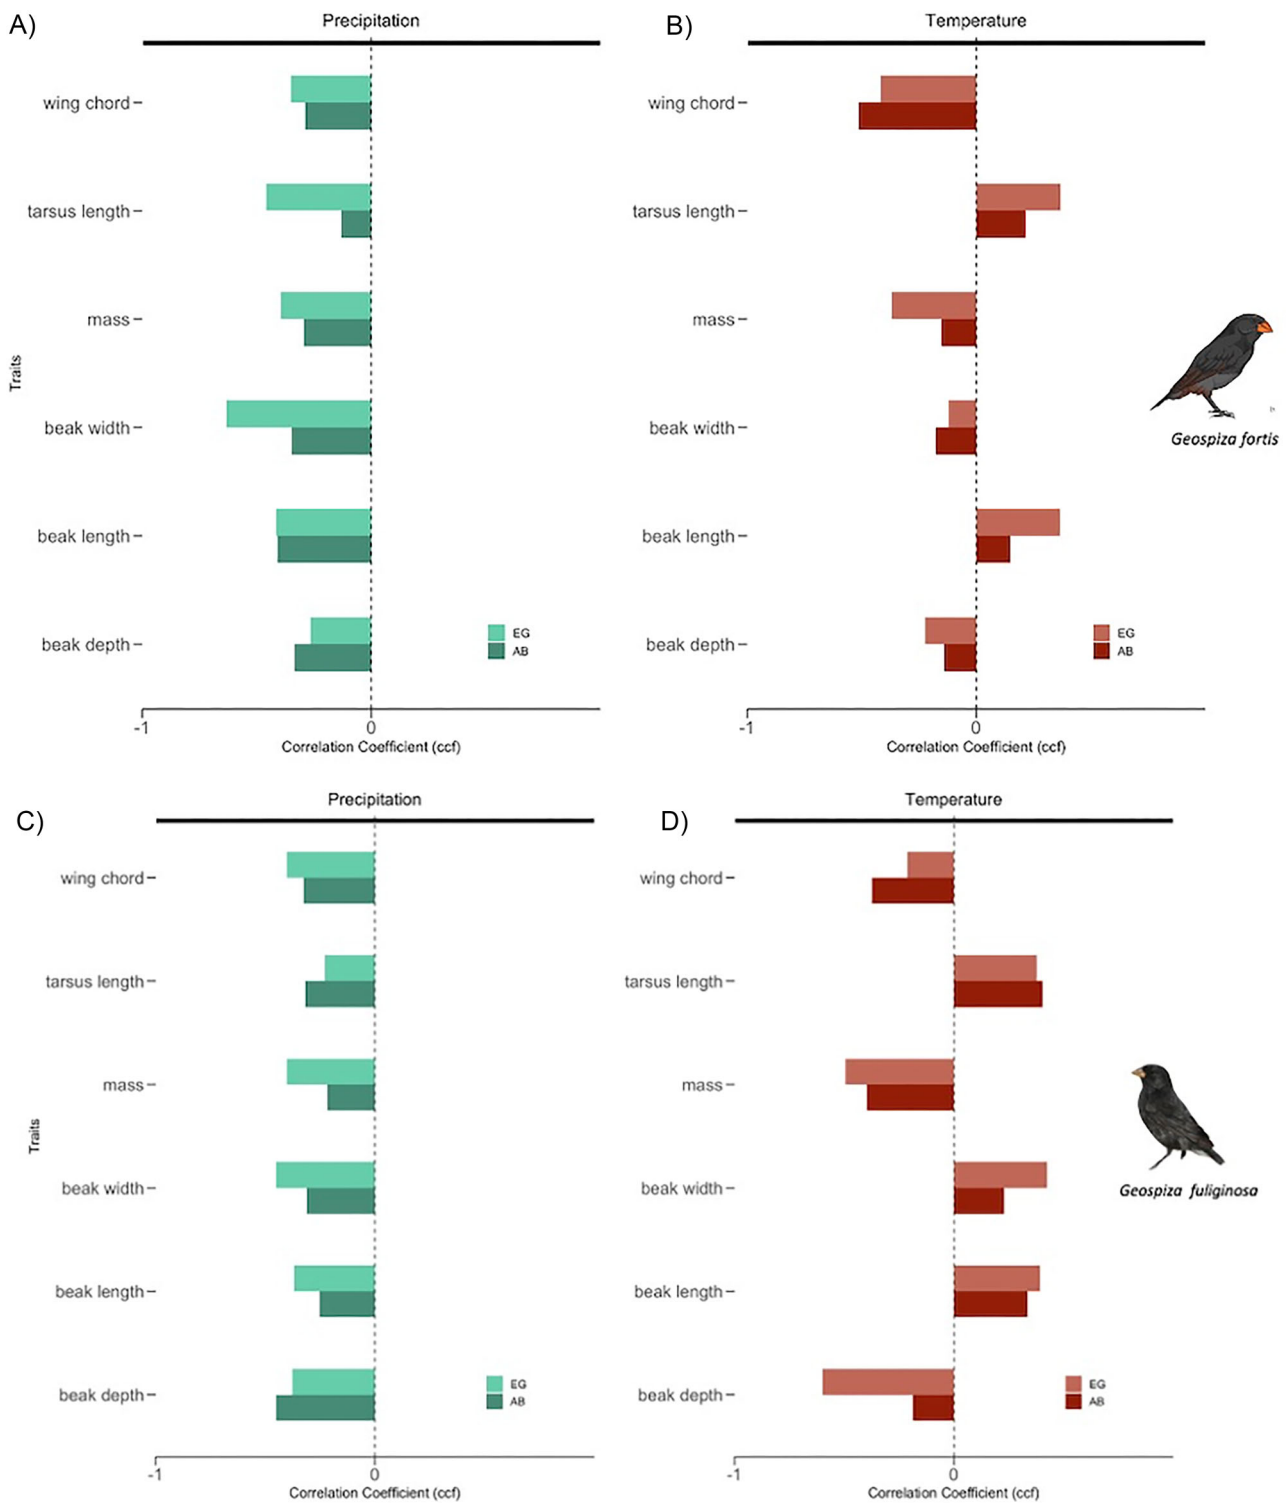 A)
Precipitation
wing chord
tarsus length
mass
beak width
beak length
beak depth
Traits
EG
AB
-1
0
Correlation Coefficient (ccf)
B)
Temperature
wing chord
tarsus length
mass
beak width
beak length
beak depth
EG
AB
-1
0
Correlation Coefficient (ccf)
Geospiza fortis
C)
Precipitation
wing chord
tarsus length
mass
beak width
beak length
beak depth
Traits
EG
AB
-1
0
Correlation Coefficient (ccf)
D)
Temperature
wing chord
tarsus length
mass
beak width
beak length
beak depth
EG
AB
-1
0
Correlation Coefficient (ccf)
Geospiza fuliginosa